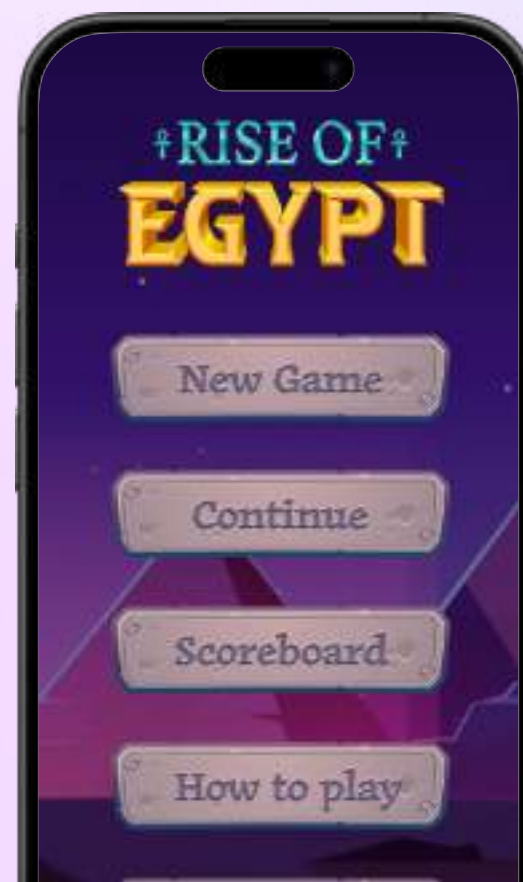 RISE OF
EGYPT
New Game
Continue
Scoreboard
How to play